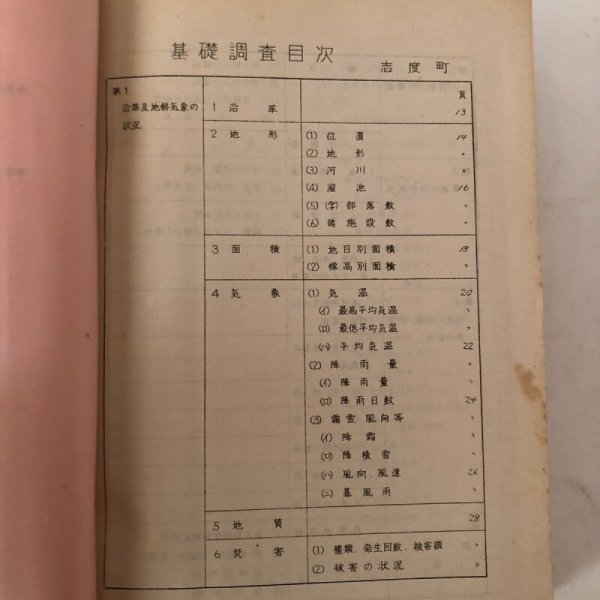 基礎調査目次
志度町
第1
沿革及地勢気象の
状況
頁
1 沿革 13
2 地形 (1) 位置 14
(2) 地形 〃
(3) 河川 〃
(4) 溜池 16
(5) (字)部落数 〃
(6) 諸施設数 〃
3 面積 (1) 地目別面積 18
(2) 標高別面積 〃
4 気象 (1) 気温 20
(イ) 最高平均気温 〃
(ロ) 最低平均気温 〃
(ハ) 平均気温 22
(2) 降雨量 〃
(イ) 降雨量 〃
(ロ) 降雨日数 24
(3) 霜雪、風向等 〃
(イ) 降霜 〃
(ロ) 降積雪 〃
(ハ) 風向、風速 26
(ニ) 暴風雨 〃
5 地質 28
6 災害 (1) 種類、発生回数、被害額 〃
(2) 被害の状況 〃